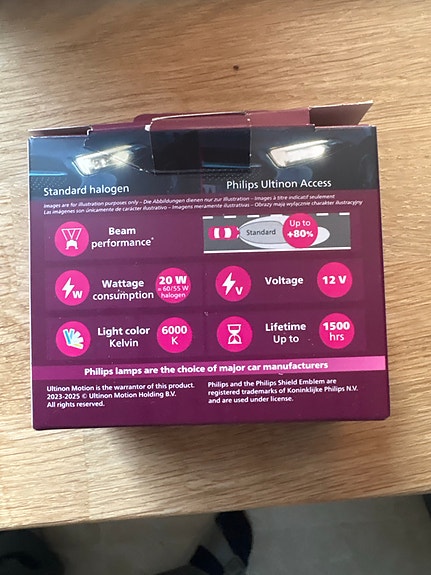 Standard halogen
Philips Ultinon Access
Images are for illustration purposes only – Die Abbildungen dienen nur zur Illustration – Images à titre indicatif seulement
Las imágenes son únicamente de carácter ilustrativo – Imagens meramente ilustrativas – Obrazy mają wyłącznie charakter ilustracyjny
Beam
performance*
Standard
Up to
+80%
W
Wattage
consumption
20 W
= 60/55 W
halogen
V
Voltage
12 V
Light color
Kelvin
6000
K
Lifetime
Up to
1500
hrs
Philips lamps are the choice of major car manufacturers
Ultinon Motion is the warrantor of this product.
2023-2025 © Ultinon Motion Holding B.V.
All rights reserved.
Philips and the Philips Shield Emblem are
registered trademarks of Koninklijke Philips N.V.
and are used under license.